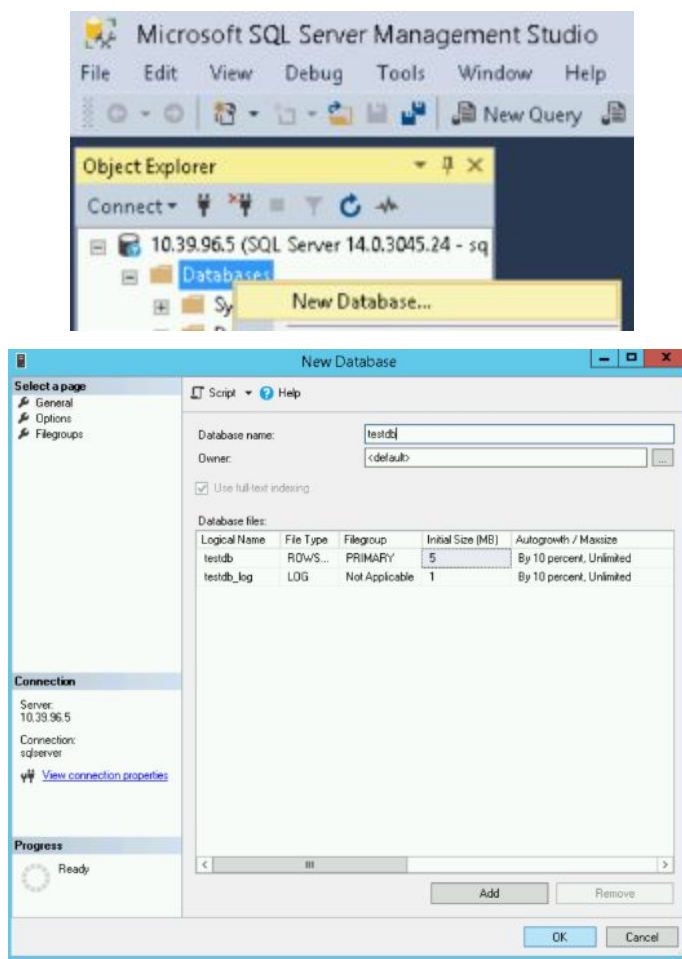 Microsoft SQL Server Management Studio
File Edit View Debug Tools Window Help
New Query
Object Explorer
Connect
10.39.96.5 (SQL Server 14.0.3045.24 - sq
Databases
Sy
New Database...
New Database
Select a page
General
Options
Filegroups
Script Help
Database name: testdb
Owner: <default> ...
Use full-text indexing
Database files:
Logical Name File Type Filegroup Initial Size (MB) Autogrowth / Maxsize
testdb ROWS... PRIMARY 5 By 10 percent, Unlimited
testdb_log LOG Not Applicable 1 By 10 percent, Unlimited
Connection
Server:
10.39.96.5
Connection:
sqlserver
View connection properties
Progress
Ready
Add Remove
OK Cancel